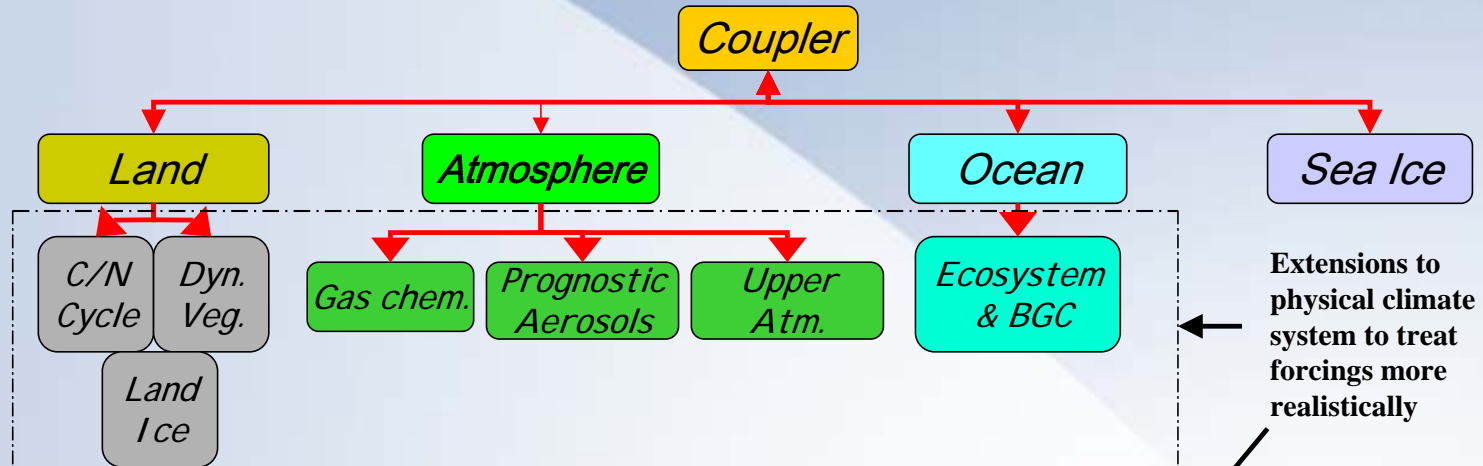 Coupler
Land
Atmosphere
Ocean
Sea Ice
C/N
Cycle
Dyn.
Veg.
Land
Ice
Gas chem.
Prognostic
Aerosols
Upper
Atm.
Ecosystem
& BGC
Extensions to
physical climate
system to treat
forcings more
realistically